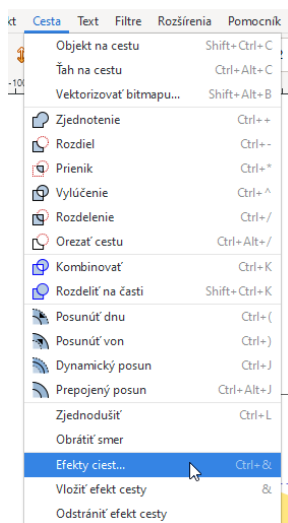 kt Cesta Text Filtre Rozšírenia Pomocník
Objekt na cestu Shift+Ctrl+C
Ťah na cestu Ctrl+Alt+C
Vektorizovať bitmapu... Shift+Alt+B
Zjednotenie Ctrl++
Rozdiel Ctrl+-
Prienik Ctrl+*
Vylúčenie Ctrl+^
Rozdelenie Ctrl+/
Orezať cestu Ctrl+Alt+/
Kombinovať Ctrl+K
Rozdeliť na časti Shift+Ctrl+K
Posunúť dnu Ctrl+(
Posunúť von Ctrl+)
Dynamický posun Ctrl+J
Prepojený posun Ctrl+Alt+J
Zjednodušiť Ctrl+L
Obrátiť smer
Efekty ciest... Ctrl+&
Vložiť efekt cesty &
Odstrániť efekt cesty
-100
2